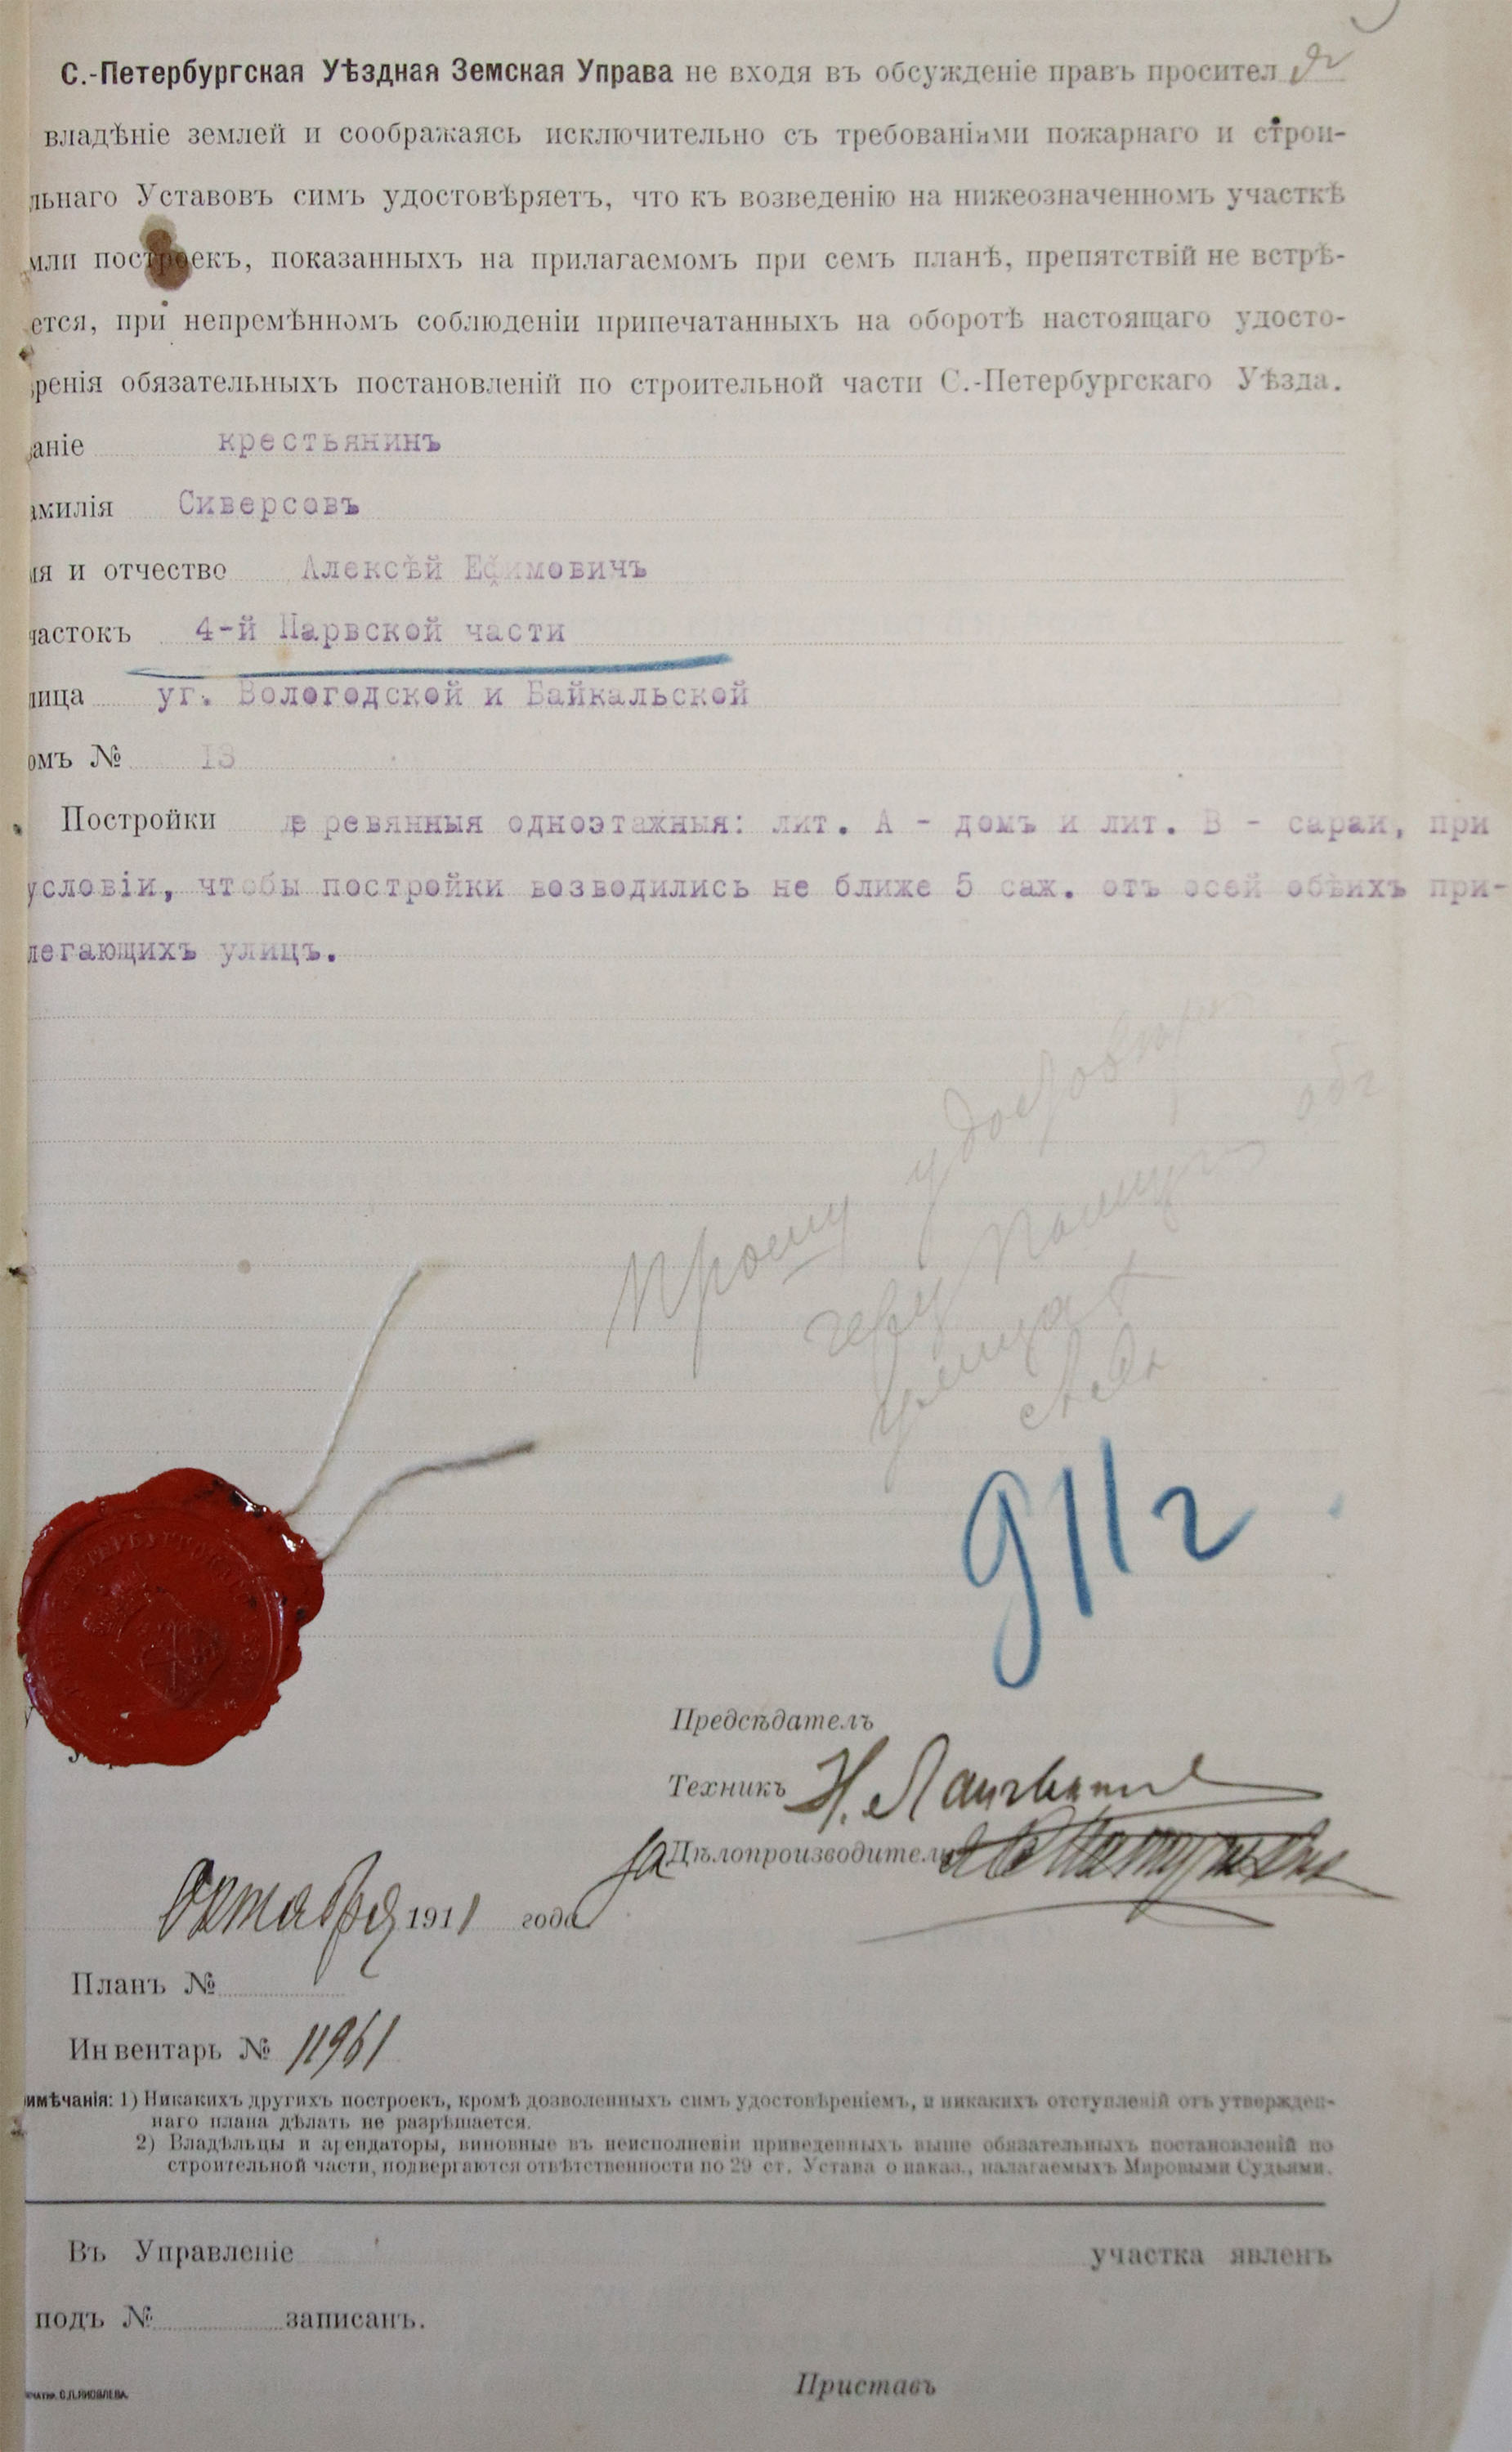 С.-Петербургская Уѣздная Земская Управа не входя въ обсужденіе правъ просител
владѣніе землей и соображаясь исключительно съ требованіями пожарнаго и строи-
льнаго Уставовъ симъ удостовѣряетъ, что къ возведенію на нижеозначенномъ участкѣ
мли построекъ, показанныхъ на прилагаемомъ при семъ планѣ, препятствій не встрѣ-
ется, при непремѣнномъ соблюденіи припечатанныхъ на оборотѣ настоящаго удосто-
ренія обязательныхъ постановленій по строительной части С.-Петербургскаго Уѣзда.
аніе крестьянинъ
амилія Сиверсовъ
ія и отчество Алексѣй Ефимовичъ
частокъ 4-й Нарвской части
лица уг. Вологодской и Байкальской
омъ № 13
Постройки деревянныя одноэтажныя: лит. А - домъ и лит. В - сараи, при
условіи, чтобы постройки возводились не ближе 5 саж. отъ осей обѣихъ при-
легающихъ улицъ.
Прошу
911 г
Предсѣдатель
Техникъ
за Дѣлопроизводитель
Октября 1911 года
Планъ №
Инвентарь № 11961
имѣчанія: 1) Никакихъ другихъ построекъ, кромѣ дозволенныхъ симъ удостовѣреніемъ, и никакихъ отступленій отъ утвержден-
наго плана дѣлать не разрѣшается.
2) Владѣльцы и арендаторы, виновные въ неисполненіи приведенныхъ выше обязательныхъ постановленій по
строительной части, подвергаются отвѣтственности по 29 ст. Устава о наказ., налагаемыхъ Мировыми Судьями.
Въ Управленіе участка явленъ
подъ № записанъ.
Приставъ
С.Л.ЯКОВЛЕВА.